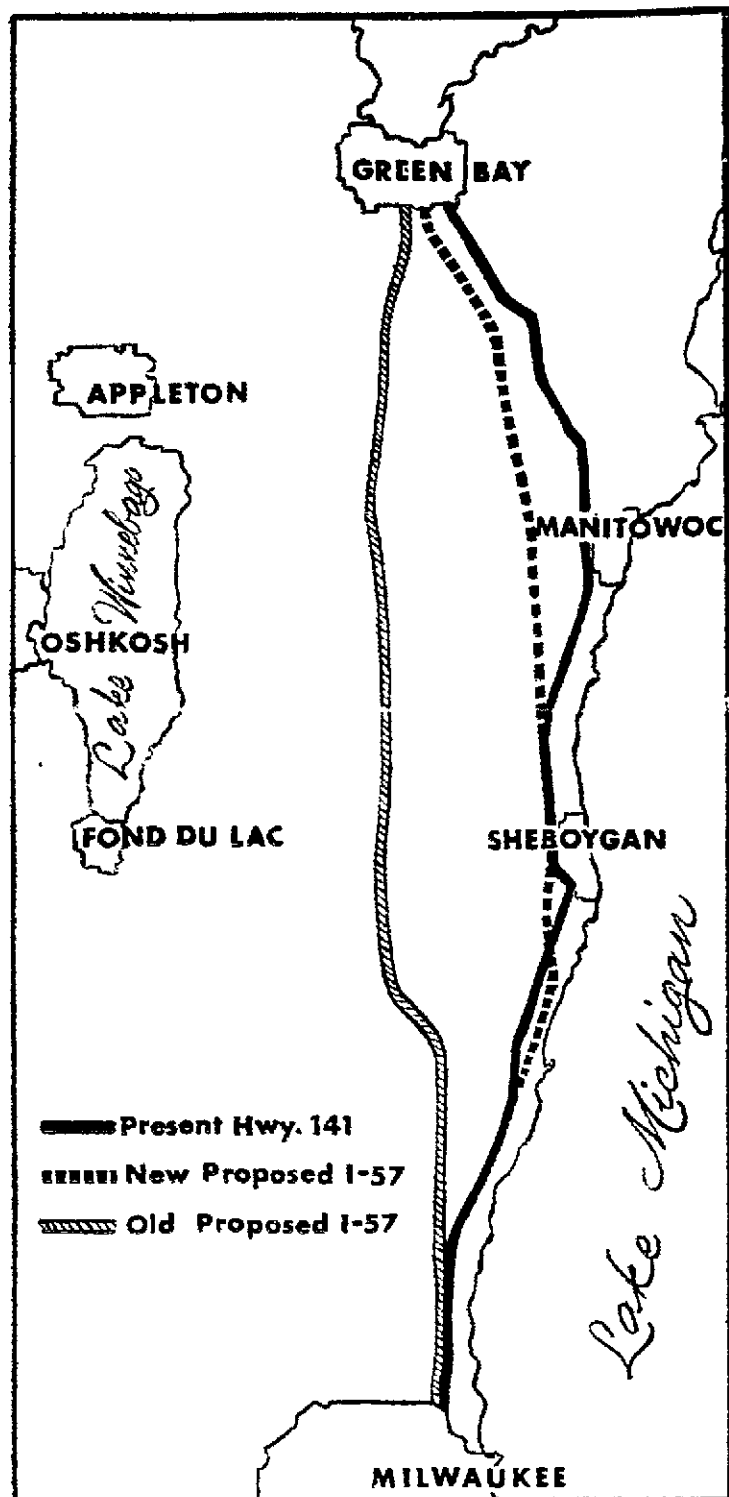 GREEN BAY
APPLETON
Lake Winnebago
MANITOWOC
OSHKOSH
FOND DU LAC
SHEBOYGAN
Lake Michigan
Present Hwy. 141
New Proposed I-57
Old Proposed I-57
MILWAUKEE